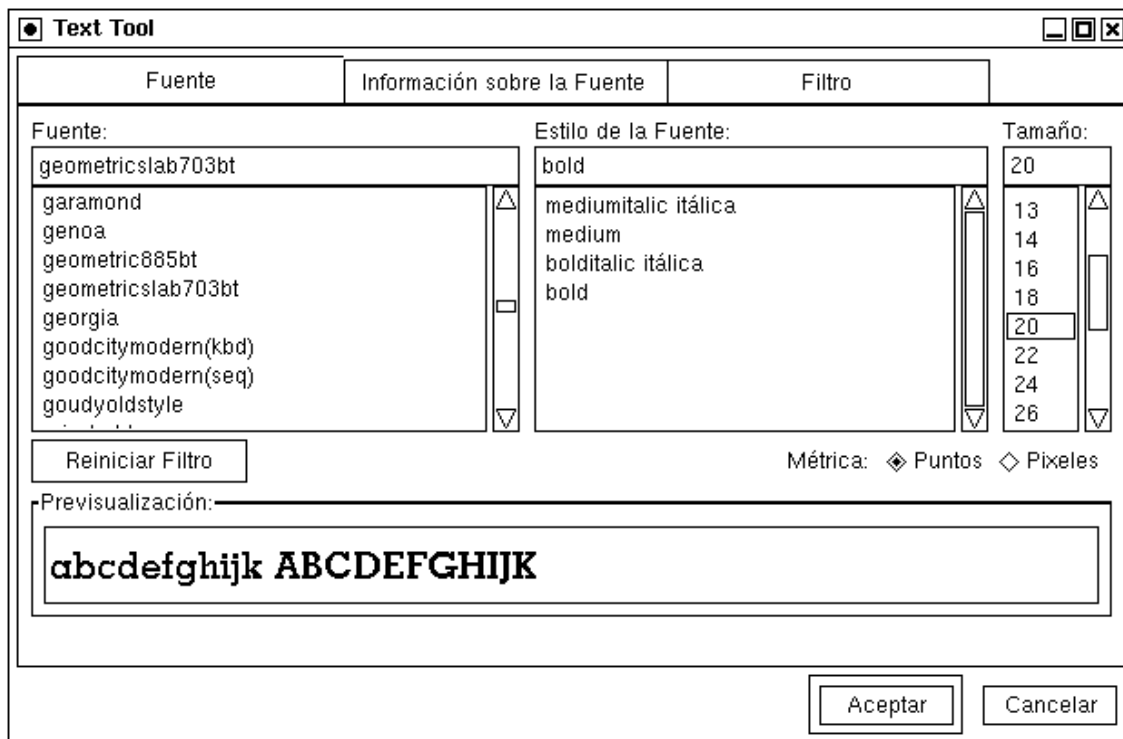 Text Tool
Fuente
Información sobre la Fuente
Filtro
Fuente:
Estilo de la Fuente:
Tamaño:
geometricslab703bt
bold
20
garamond
genoa
geometric885bt
geometricslab703bt
georgia
goodcitymodern(kbd)
goodcitymodern(seq)
goudyoldstyle
mediumitalic itálica
medium
bolditalic itálica
bold
13
14
16
18
20
22
24
26
Reiniciar Filtro
Métrica:
Puntos
Pixeles
Previsualización:
abcdefghijk ABCDEFGHIJK
Aceptar
Cancelar